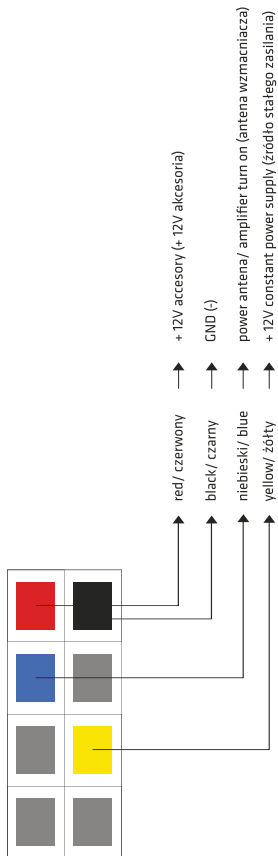 red/ czerwony → + 12V accesory (+ 12V akcesoria)
black/ czarny → GND (-)
niebieski/ blue → power antena/ amplifier turn on (antena wzmacniacza)
yellow/ żółty → + 12V constant power supply (źródło stałego zasilania)